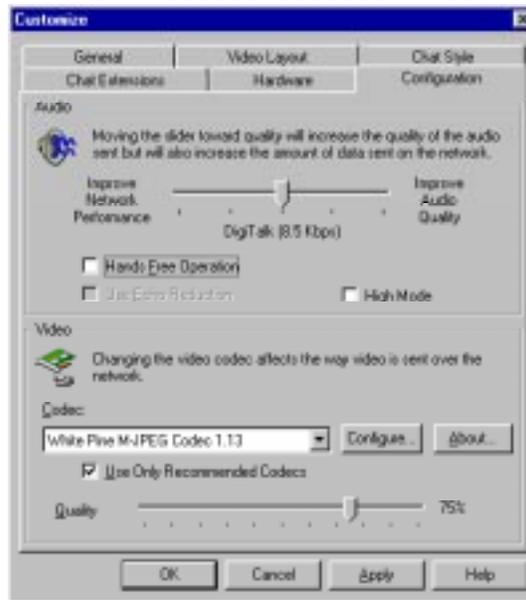 Customize
General
Video Layout
Chat Style
Chat Extensions
Hardware
Configuration
Audio
Moving the slider toward quality will increase the quality of the audio
sent but will also increase the amount of data sent on the network.
Improve
Network
Performance
Improve
Audio
Quality
DigiTalk (8.5 Kbps)
Hands Free Operation
Use Echo Reduction
High Mode
Video
Changing the video codec affects the way video is sent over the
network.
Codec:
White Pine M-JPEG Codec 1.13
Configure...
About...
Use Only Recommended Codecs
Quality
75%
OK
Cancel
Apply
Help